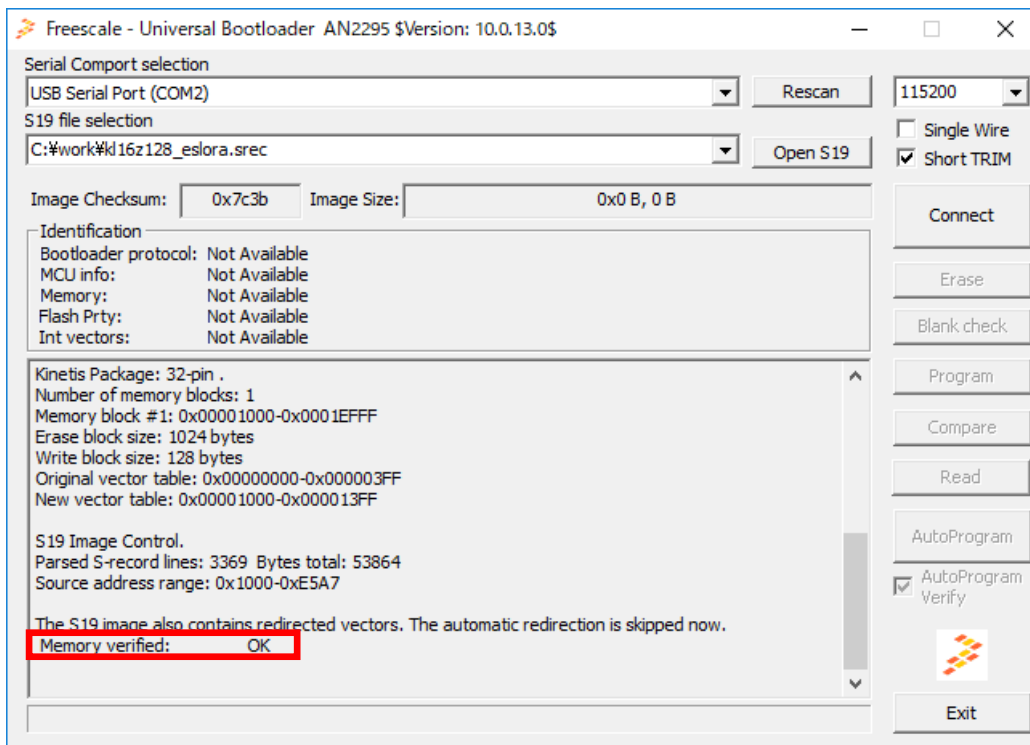 Freescale - Universal Bootloader AN2295 $Version: 10.0.13.0$
Serial Comport selection
USB Serial Port (COM2)
Rescan
115200
S19 file selection
Single Wire
C:¥work¥kl16z128_eslora.srec
Open S19
Short TRIM
Image Checksum: 0x7c3b Image Size: 0x0 B, 0 B
Connect
Identification
Bootloader protocol: Not Available
MCU info: Not Available
Memory: Not Available
Flash Prty: Not Available
Int vectors: Not Available
Erase
Blank check
Kinetis Package: 32-pin .
Number of memory blocks: 1
Memory block #1: 0x00001000-0x0001EFFF
Erase block size: 1024 bytes
Write block size: 128 bytes
Original vector table: 0x00000000-0x000003FF
New vector table: 0x00001000-0x000013FF
S19 Image Control.
Parsed S-record lines: 3369 Bytes total: 53864
Source address range: 0x1000-0xE5A7
The S19 image also contains redirected vectors. The automatic redirection is skipped now.
Memory verified: OK
Program
Compare
Read
AutoProgram
AutoProgram
Verify
Exit